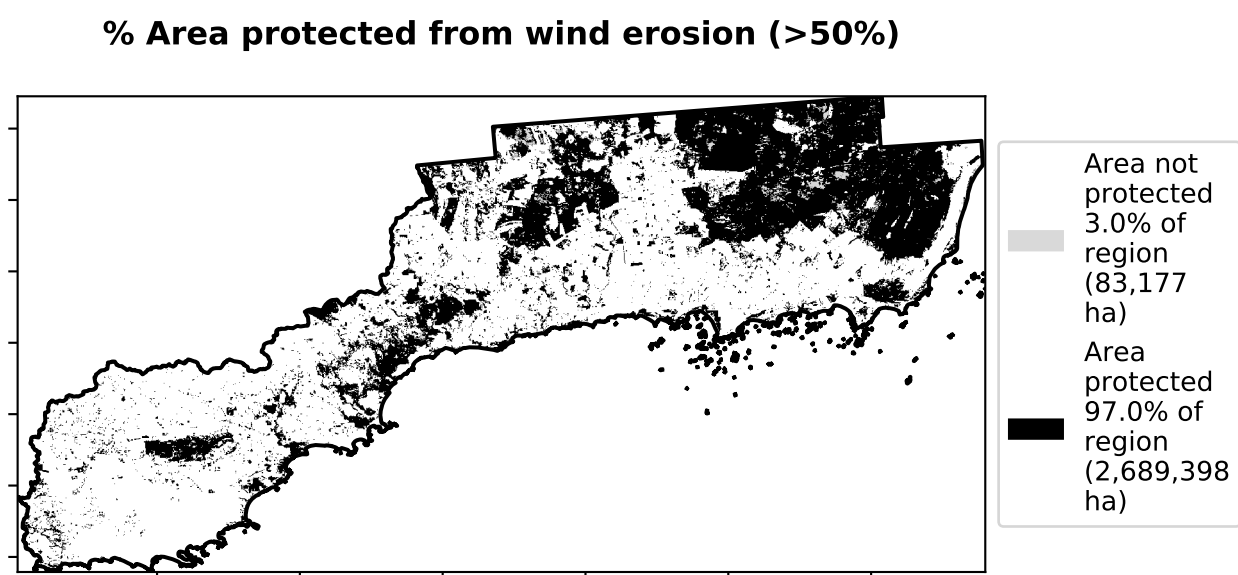 % Area protected from wind erosion (>50%)
Area not
protected
3.0% of
region
(83,177
ha)
Area
protected
97.0% of
region
(2,689,398
ha)